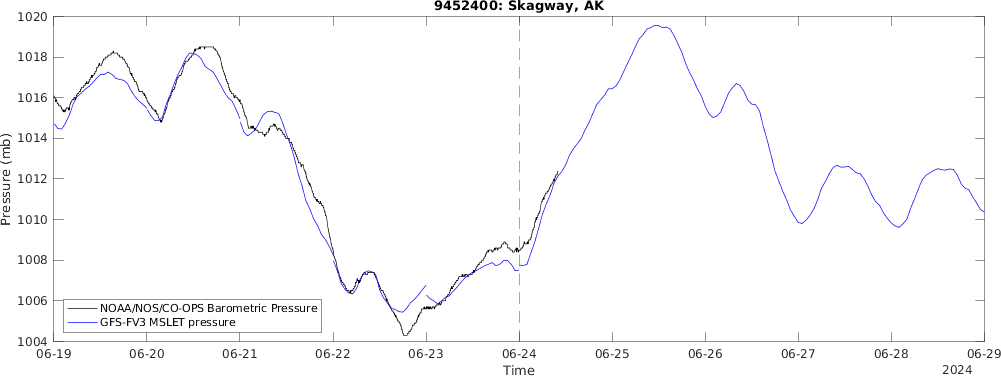 9452400: Skagway, AK
1020
1018
1016
1014
1012
1010
1008
1006
1004
Pressure (mb)
NOAA/NOS/CO-OPS Barometric Pressure
GFS-FV3 MSLET pressure
06-19 06-20 06-21 06-22 06-23 06-24 06-25 06-26 06-27 06-28 06-29
Time
2024